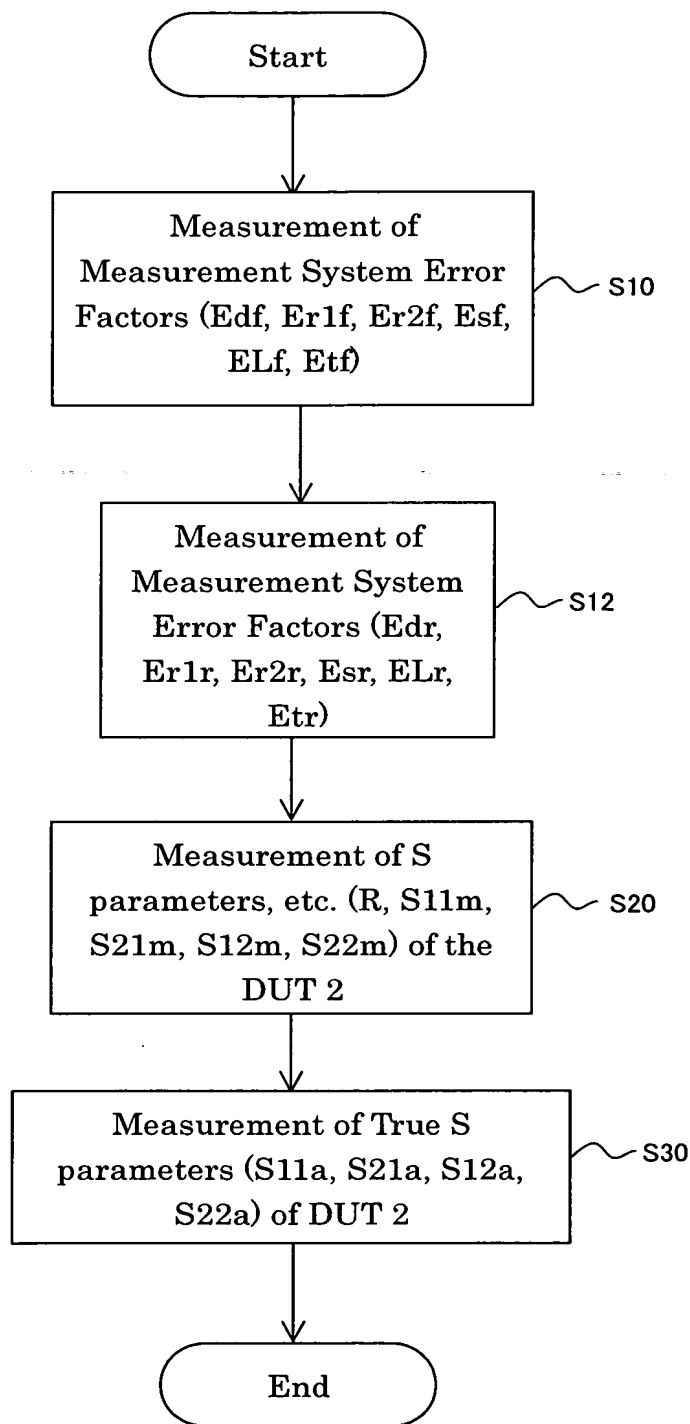 Start
Measurement of
Measurement System Error
Factors (Edf, Er1f, Er2f, Esf,
ELf, Etf)
S10
Measurement of
Measurement System
Error Factors (Edr,
Er1r, Er2r, Esr, ELr,
Etr)
S12
Measurement of S
parameters, etc. (R, S11m,
S21m, S12m, S22m) of the
DUT 2
S20
Measurement of True S
parameters (S11a, S21a, S12a,
S22a) of DUT 2
S30
End